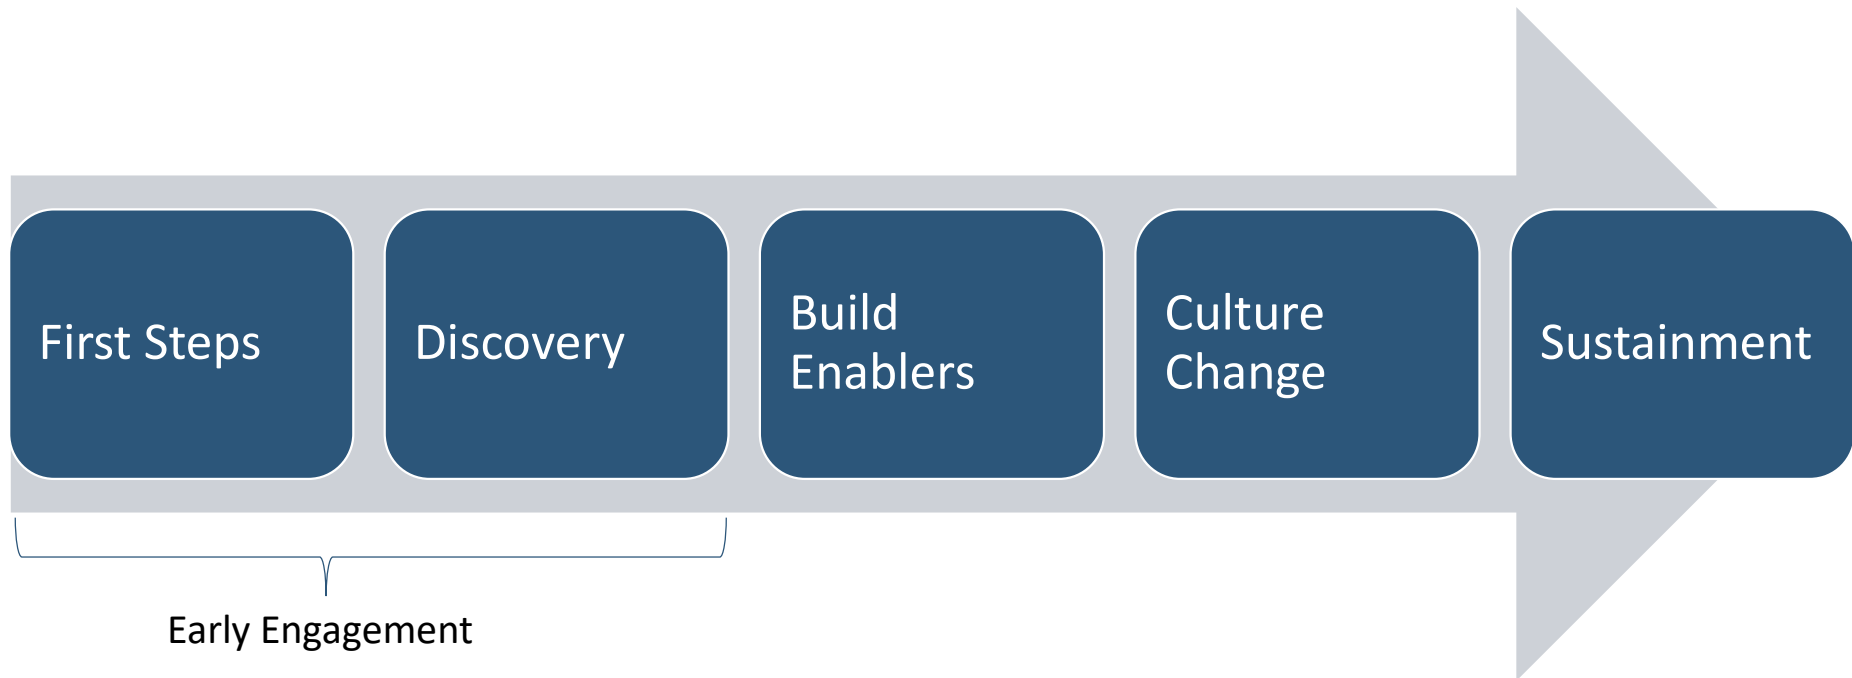 First Steps
Discovery
Build
Enablers
Culture
Change
Sustainment
Early Engagement